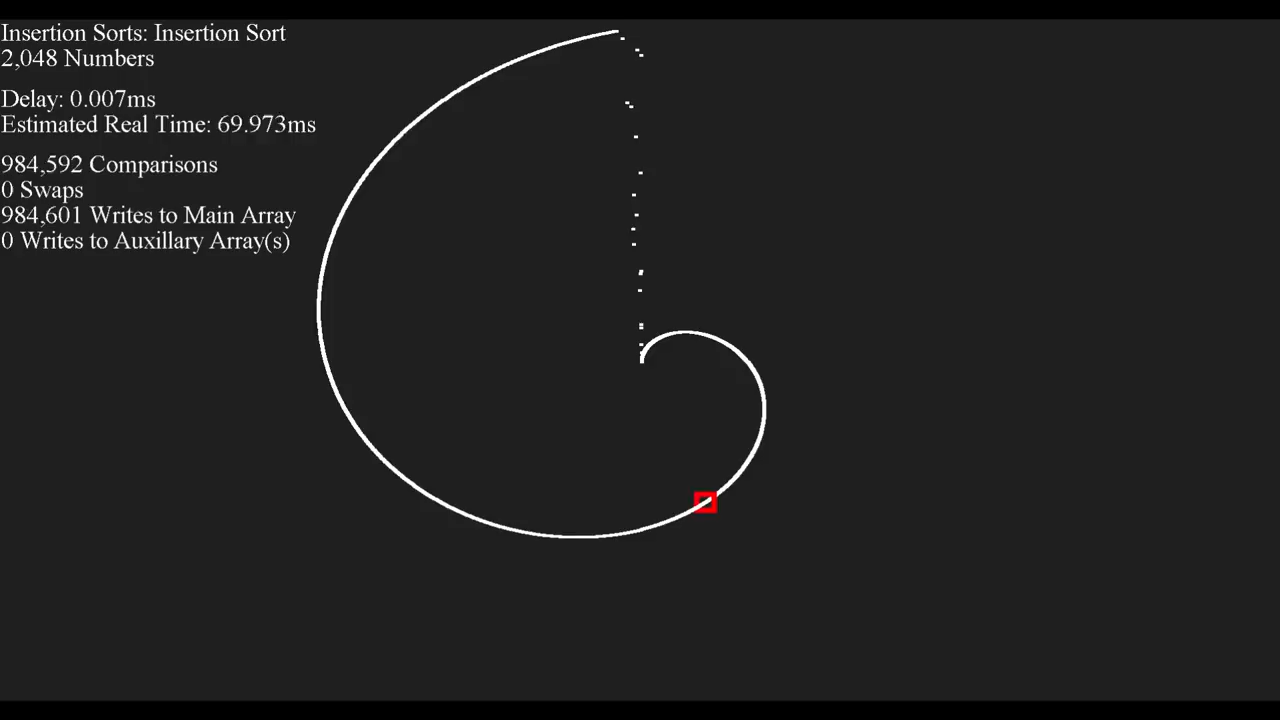 Insertion Sorts: Insertion Sort
2,048 Numbers
Delay: 0.007ms
Estimated Real Time: 69.973ms
984,592 Comparisons
0 Swaps
984,601 Writes to Main Array
0 Writes to Auxillary Array(s)